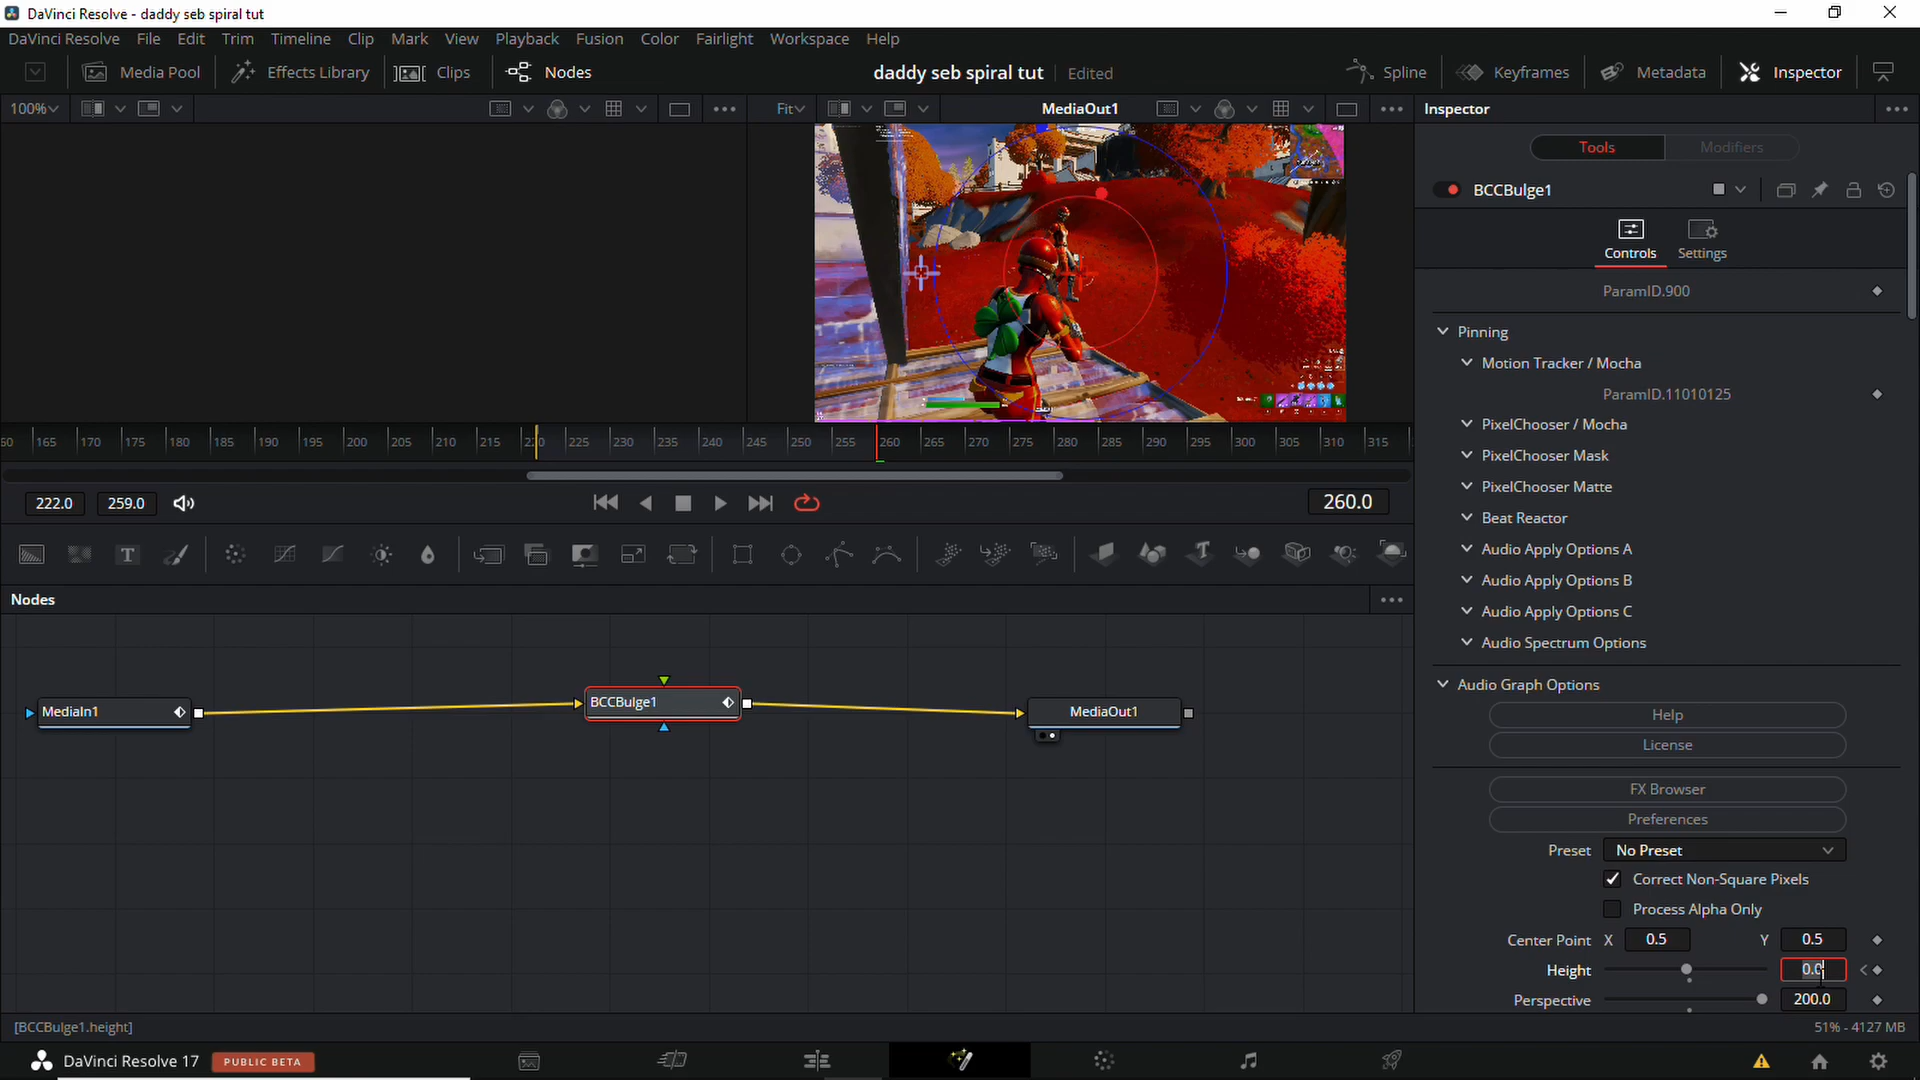 DaVinci Resolve - daddy seb spiral tut
DaVinci Resolve File Edit Trim Timeline Clip Mark View Playback Fusion Color Fairlight Workspace Help
Media Pool Effects Library Clips Nodes daddy seb spiral tut Edited Spline Keyframes Metadata Inspector
100% Fit MediaOut1 Inspector
Tools Modifiers
BCCBulge1
Controls Settings
ParamID.900
Pinning
Motion Tracker / Mocha
ParamID.11010125
PixelChooser / Mocha
PixelChooser Mask
PixelChooser Matte
Beat Reactor
Audio Apply Options A
Audio Apply Options B
Audio Apply Options C
Audio Spectrum Options
165 170 175 180 185 190 195 200 205 210 215 225 230 235 240 245 250 255 260 265 270 275 280 285 290 295 300 305 310 315
222.0 259.0 260.0
Nodes
MediaIn1 BCCBulge1 MediaOut1
Audio Graph Options
Help
License
FX Browser
Preferences
Preset No Preset
Correct Non-Square Pixels
Process Alpha Only
Center Point X 0.5 Y 0.5
Height 0.0
Perspective 200.0
[BCCBulge1.height] 51% - 4127 MB
DaVinci Resolve 17 PUBLIC BETA